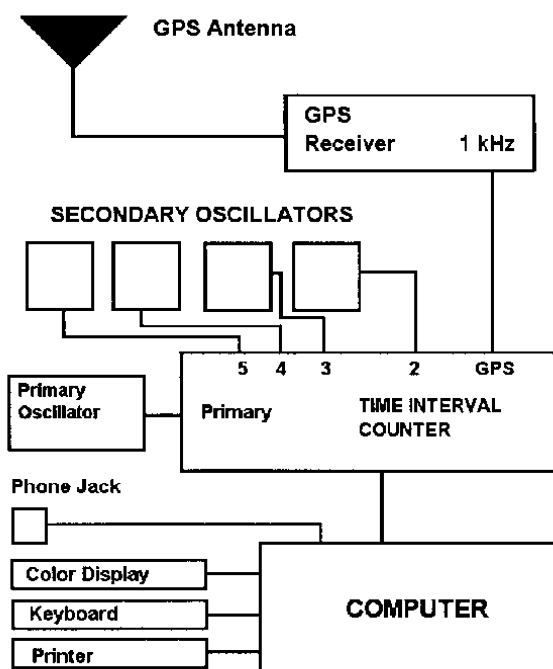 GPS Antenna
GPS
Receiver 1 kHz
SECONDARY OSCILLATORS
5 4 3 2 GPS
Primary
Oscillator
Primary
TIME INTERVAL
COUNTER
Phone Jack
Color Display
Keyboard
Printer
COMPUTER